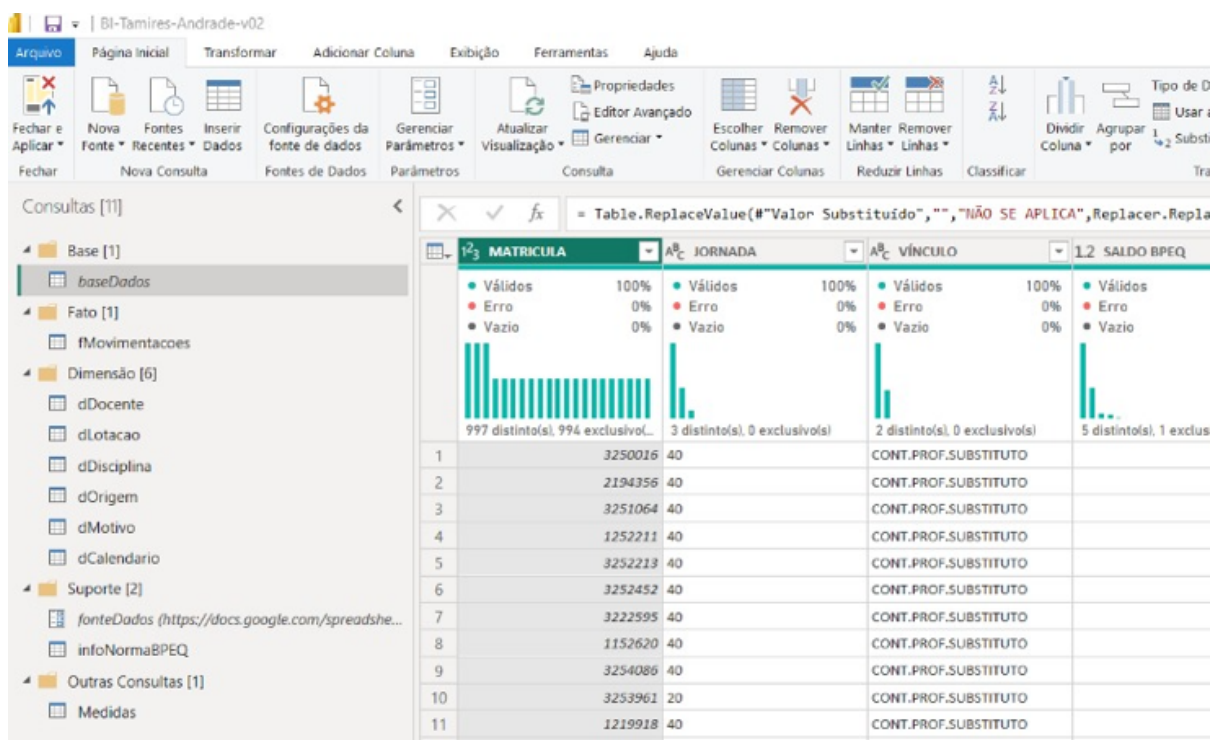 BI-Tamires-Andrade-v02
Arquivo Página Inicial Transformar Adicionar Coluna Exibição Ferramentas Ajuda
Fechar e Aplicar
Nova Fonte
Fontes Recentes
Inserir Dados
Configurações da fonte de dados
Gerenciar Parâmetros
Atualizar Visualização
Propriedades
Editor Avançado
Gerenciar
Escolher Colunas
Remover Colunas
Manter Linhas
Remover Linhas
Dividir Coluna
Agrupar por
Tipo de D
Usar
Substi
Fechar Nova Consulta Fontes de Dados Parâmetros Consulta Gerenciar Colunas Reduzir Linhas Classificar Tra
Consultas [11]
fx = Table.ReplaceValue(#"Valor Substituído","","NÃO SE APLICA",Replacer.Repla
Base [1]
baseDados
Fato [1]
fMovimentacoes
Dimensão [6]
dDocente
dLotacao
dDisciplina
dOrigem
dMotivo
dCalendario
Suporte [2]
fonteDados (https://docs.google.com/spreadshe...
infoNormaBPEQ
Outras Consultas [1]
Medidas
123 MATRICULA ABC JORNADA ABC VÍNCULO 1.2 SALDO BPEQ
Válidos 100% Válidos 100% Válidos 100% Válidos
Erro 0% Erro 0% Erro 0% Erro
Vazio 0% Vazio 0% Vazio 0% Vazio
997 distinto(s), 994 exclusivo(... 3 distinto(s), 0 exclusivo(s) 2 distinto(s), 0 exclusivo(s) 5 distinto(s), 1 exclus
1 3250016 40 CONT.PROF.SUBSTITUTO
2 2194356 40 CONT.PROF.SUBSTITUTO
3 3251064 40 CONT.PROF.SUBSTITUTO
4 1252211 40 CONT.PROF.SUBSTITUTO
5 3252213 40 CONT.PROF.SUBSTITUTO
6 3252452 40 CONT.PROF.SUBSTITUTO
7 3222595 40 CONT.PROF.SUBSTITUTO
8 1152620 40 CONT.PROF.SUBSTITUTO
9 3254086 40 CONT.PROF.SUBSTITUTO
10 3253961 20 CONT.PROF.SUBSTITUTO
11 1219918 40 CONT.PROF.SUBSTITUTO